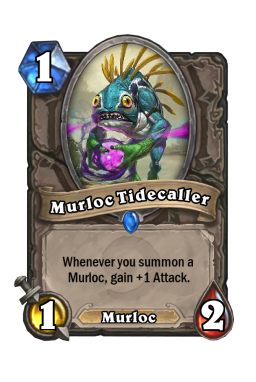 1
Murloc Tidecaller
Whenever you summon a
Murloc, gain +1 Attack.
1
Murloc
2